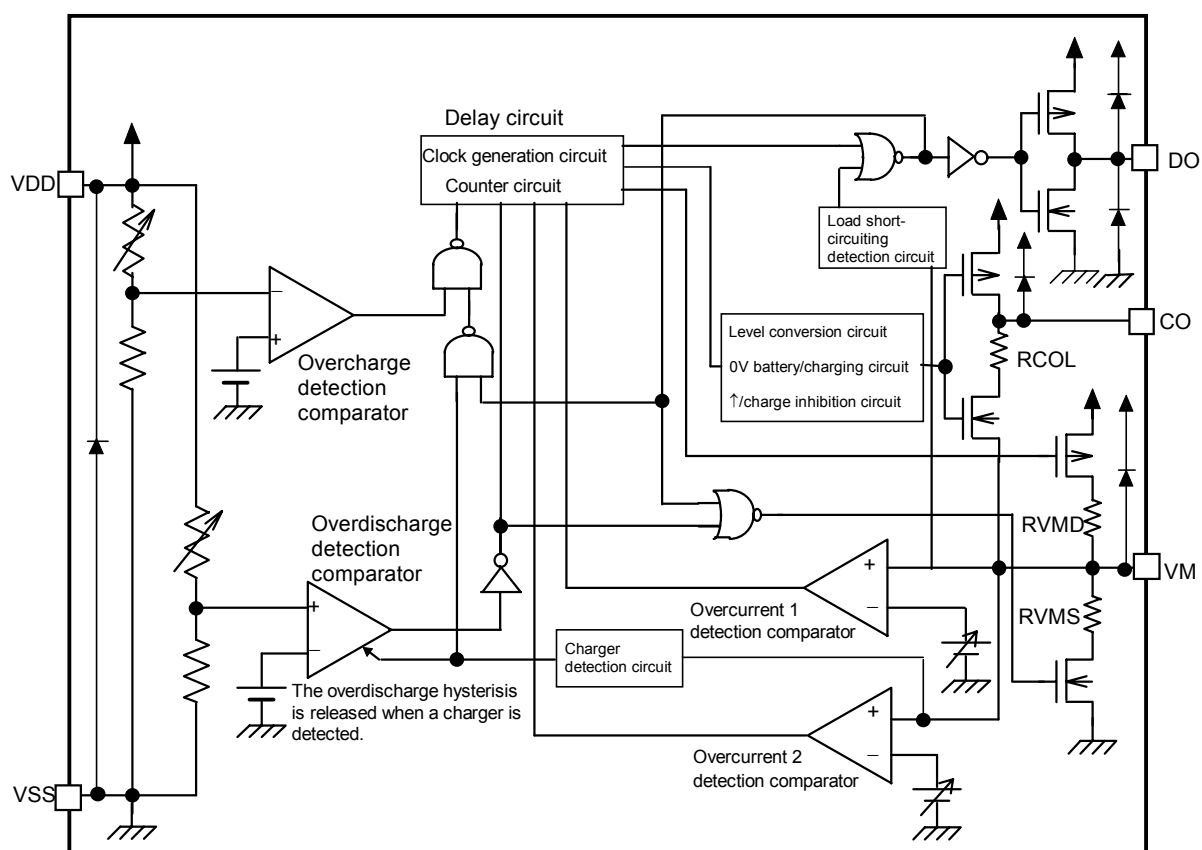 Delay circuit
Clock generation circuit
Counter circuit
VDD
DO
Load short-
circuiting
detection circuit
CO
Level conversion circuit
0V battery/charging circuit
↑/charge inhibition circuit
RCOL
−
+
Overcharge
detection
comparator
Overdischarge
detection
comparator
RVMD
VM
+
−
Overcurrent 1
detection comparator
RVMS
+
−
Charger
detection circuit
The overdischarge hysterisis
is released when a charger is
detected.
+
−
Overcurrent 2
detection comparator
VSS